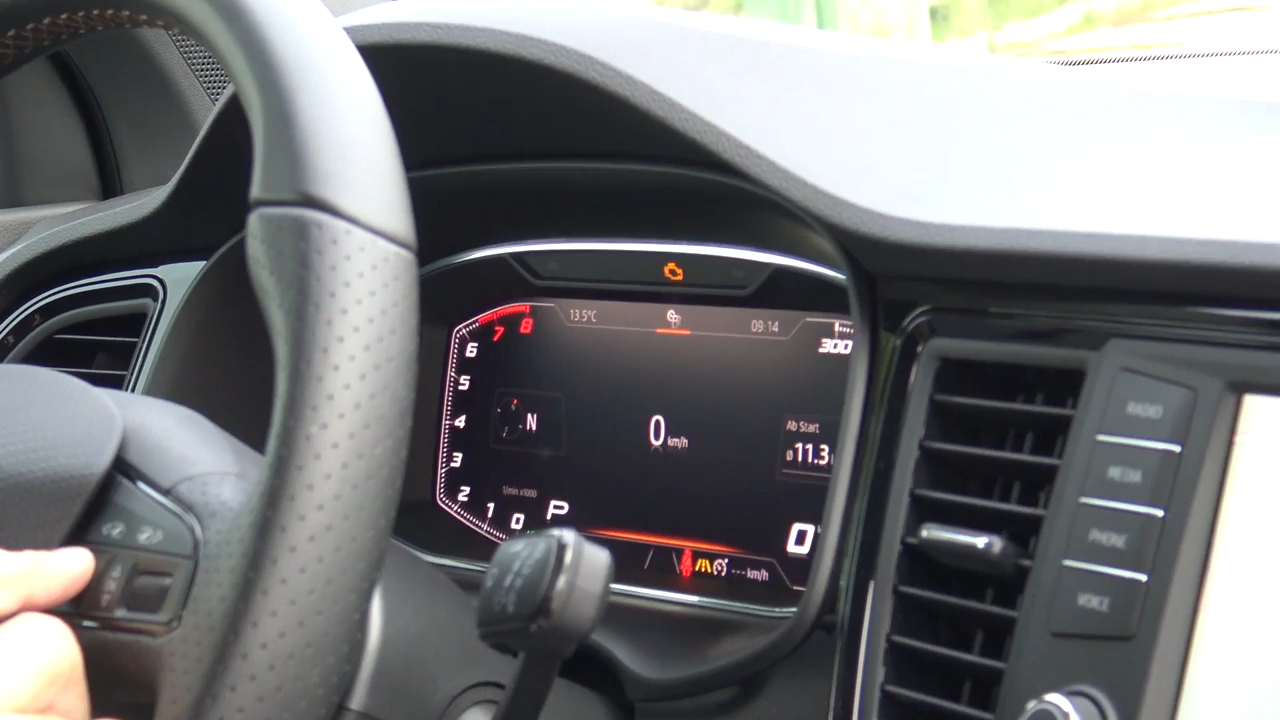 13.5°C
09:14
8
7
6
5
4
3
2
1
0
1/min x1000
300
N
0 km/h
Ab Start
ø 11.3
P
0
--- km/h
RADIO
MEDIA
PHONE
VOICE